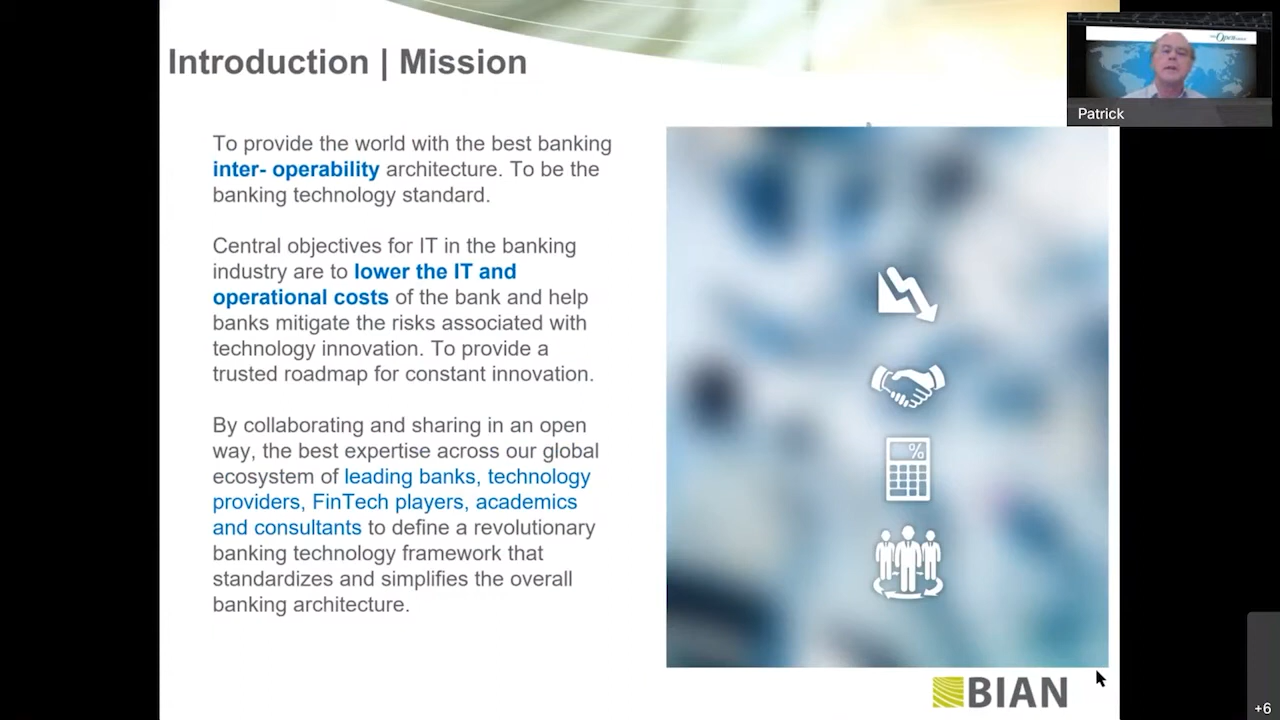 Introduction | Mission
Open
Patrick
To provide the world with the best banking
inter- operability architecture. To be the
banking technology standard.
Central objectives for IT in the banking
industry are to lower the IT and
operational costs of the bank and help
banks mitigate the risks associated with
technology innovation. To provide a
trusted roadmap for constant innovation.
By collaborating and sharing in an open
way, the best expertise across our global
ecosystem of leading banks, technology
providers, FinTech players, academics
and consultants to define a revolutionary
banking technology framework that
standardizes and simplifies the overall
banking architecture.
%
BIAN
+6